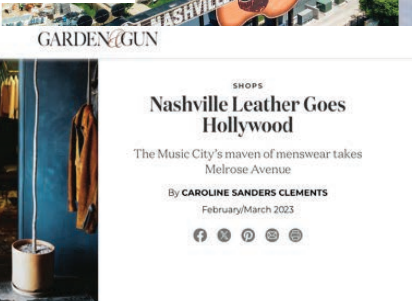 NASHVILLE
GARDEN&GUN
SHOPS
Nashville Leather Goes
Hollywood
The Music City's maven of menswear takes
Melrose Avenue
By CAROLINE SANDERS CLEMENTS
February/March 2023